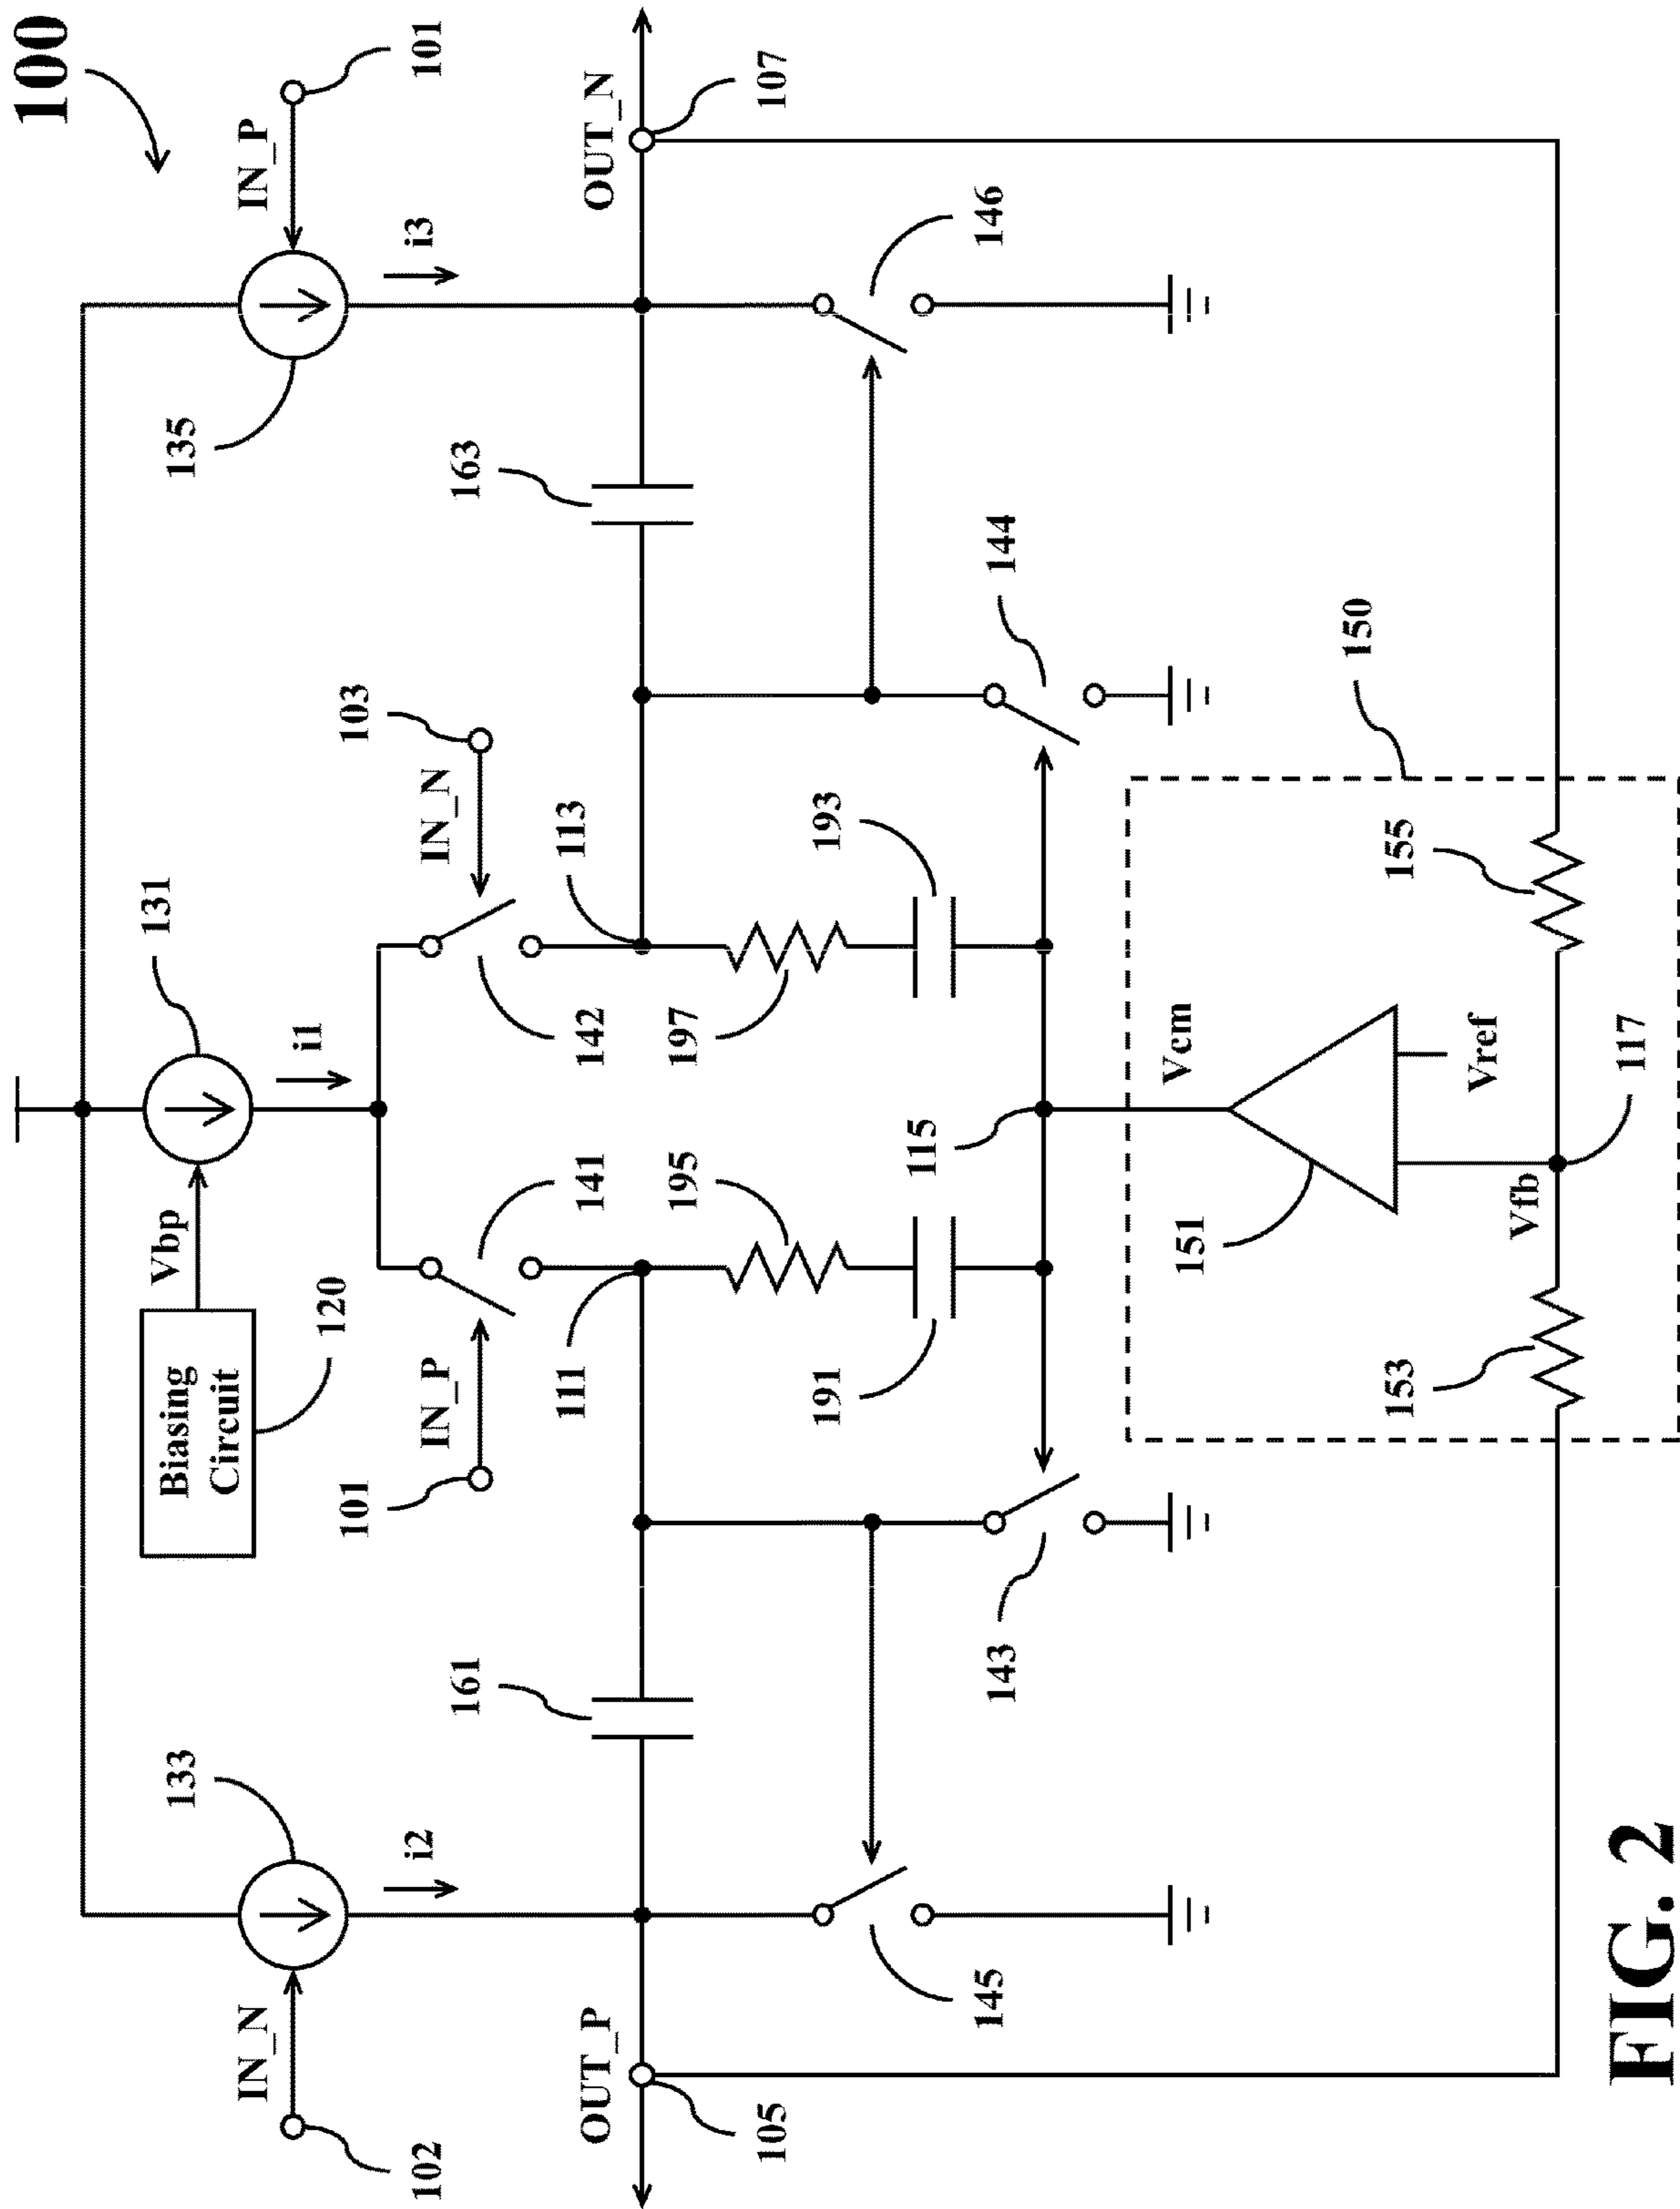 100
131
Vbp
Biasing
Circuit
120
i1
133
IN_N
102
i2
135
IN_P
101
i3
IN_P
101
141
IN_N
103
142
161
111
113
163
OUT_P
105
OUT_N
107
195
197
191
193
115
145
143
144
146
150
Vcm
151
Vref
Vfb
117
153
155
FIG. 2